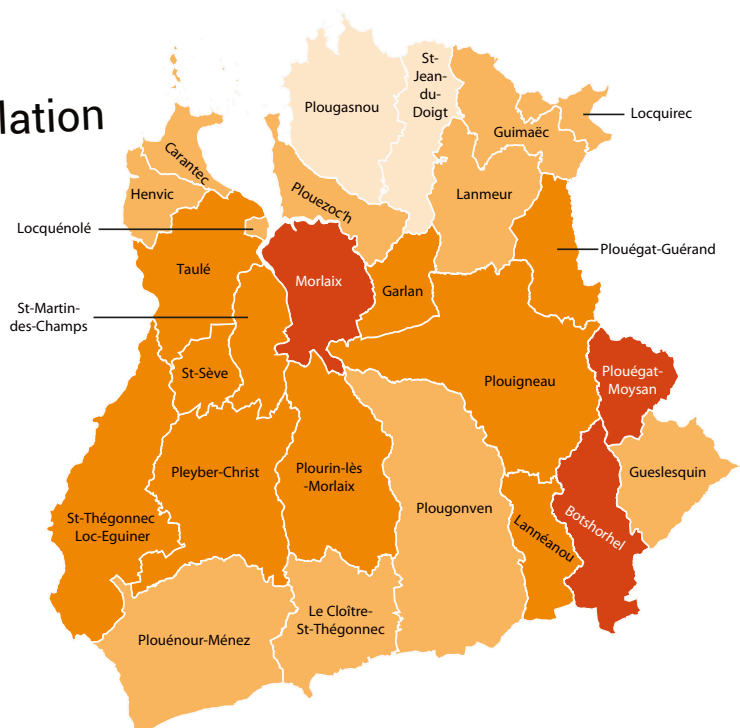 lation
St-
Jean-
du-
Doigt
Plougasnou
Locquirec
Guimaëc
Carantec
Henvic
Plouezoc'h
Lanmeur
Locquénolé
Plouégat-Guérand
Taulé
Morlaix
Garlan
St-Martin-
des-Champs
St-Sève
Plouigneau
Plouégat-
Moysan
Pleyber-Christ
Plourin-lès
-Morlaix
Gueslesquin
Plougonven
St-Thégonnec
Loc-Eguiner
Lannéanou
Botshorhel
Le Cloître-
St-Thégonnec
Plouénour-Ménez